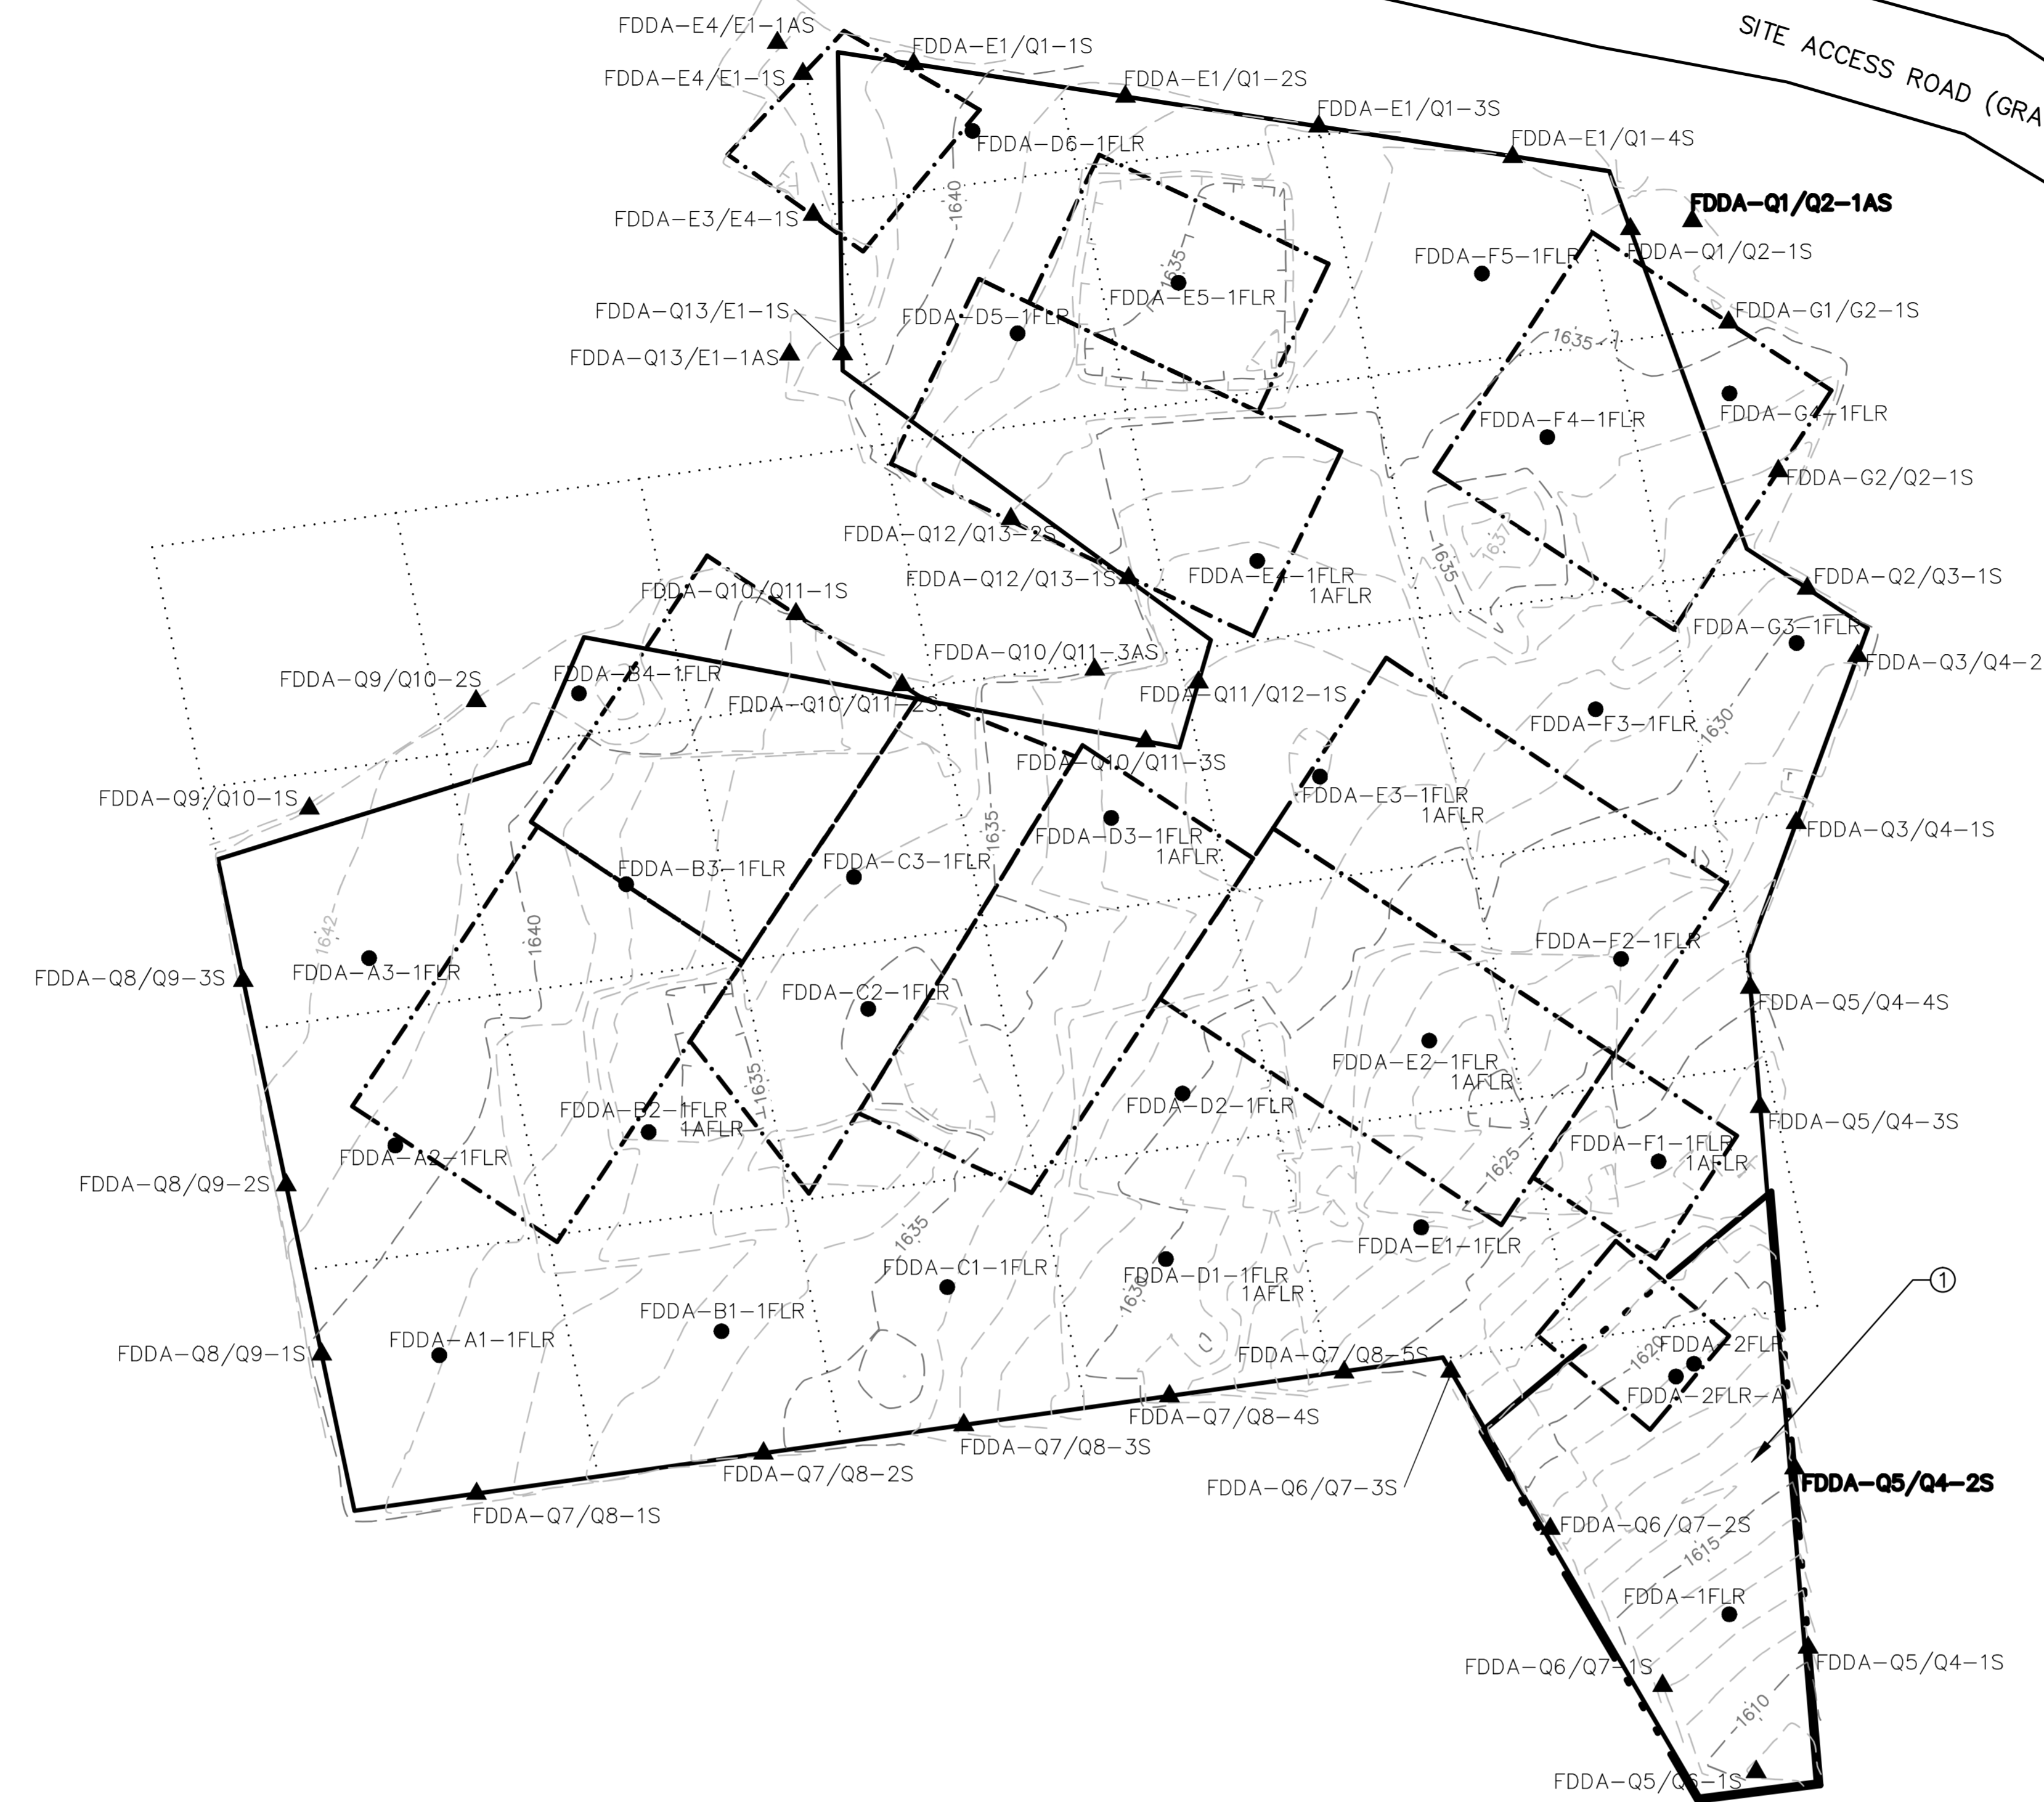 SITE ACCESS ROAD (GRA
FDDA-E4/E1-1AS
FDDA-E1/Q1-1S
FDDA-E4/E1-1S
FDDA-E1/Q1-2S
FDDA-E1/Q1-3S
FDDA-E1/Q1-4S
FDDA-D6-1FLR
1640
FDDA-Q1/Q2-1AS
FDDA-E3/E4-1S
FDDA-Q1/Q2-1S
FDDA-F5-1FLR
1635
FDDA-E5-1FLR
FDDA-Q13/E1-1S
FDDA-G1/G2-1S
FDDA-D5-1FLR
1635
FDDA-Q13/E1-1AS
FDDA-G4-1FLR
FDDA-F4-1FLR
FDDA-G2/Q2-1S
FDDA-Q12/Q13-2S
1637
1635
FDDA-Q12/Q13-1S
FDDA-E4-1FLR
1AFLR
FDDA-Q2/Q3-1S
FDDA-Q10/Q11-1S
FDDA-G3-1FLR
FDDA-Q10/Q11-3AS
FDDA-Q3/Q4-2
FDDA-B4-1FLR
FDDA-Q9/Q10-2S
FDDA-Q11/Q12-1S
FDDA-Q10/Q11-2S
FDDA-F3-1FLR
1630
FDDA-Q10/Q11-3S
FDDA-Q9/Q10-1S
FDDA-E3-1FLR
1AFLR
FDDA-Q3/Q4-1S
1635
FDDA-D3-1FLR
1AFLR
FDDA-C3-1FLR
FDDA-B3-1FLR
1642
1640
FDDA-F2-1FLR
FDDA-A3-1FLR
FDDA-Q8/Q9-3S
FDDA-C2-1FLR
FDDA-Q5/Q4-4S
FDDA-E2-1FLR
1AFLR
1635
FDDA-B2-1FLR
1AFLR
FDDA-D2-1FLR
FDDA-Q5/Q4-3S
FDDA-F1-1FLR
1AFLR
FDDA-A2-1FLR
1625
FDDA-Q8/Q9-2S
1635
FDDA-E1-1FLR
FDDA-C1-1FLR
FDDA-D1-1FLR
1AFLR
1630
1
FDDA-B1-1FLR
FDDA-A1-1FLR
FDDA-Q8/Q9-1S
FDDA-Q7/Q8-5S
FDDA-2FLR
1620
FDDA-2FLR-A
FDDA-Q7/Q8-4S
FDDA-Q7/Q8-3S
FDDA-Q7/Q8-2S
FDDA-Q6/Q7-3S
FDDA-Q5/Q4-2S
FDDA-Q7/Q8-1S
FDDA-Q6/Q7-2S
1615
FDDA-1FLR
FDDA-Q6/Q7-1S
FDDA-Q5/Q4-1S
1610
FDDA-Q5/Q6-1S